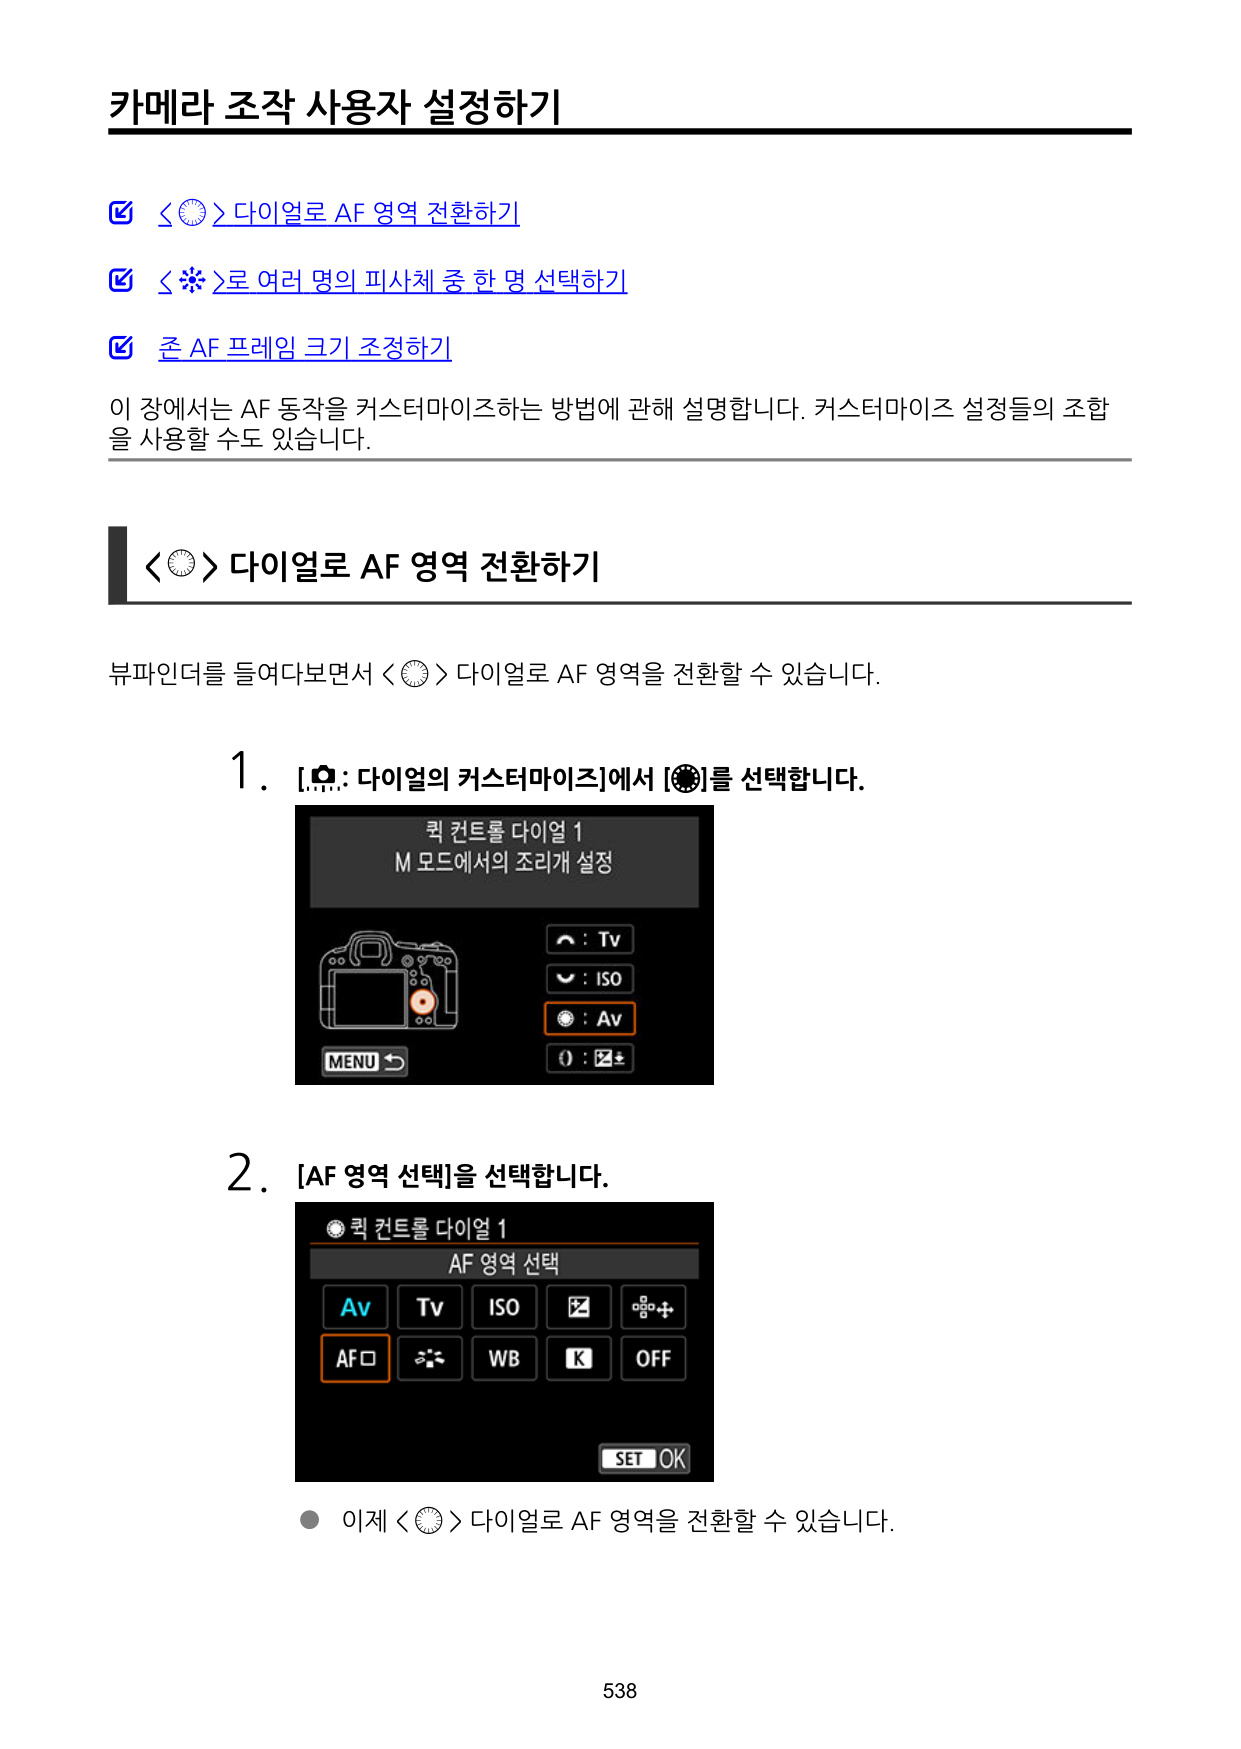 카메라 조작 사용자 설정하기
< > 다이얼로 AF 영역 전환하기
< >로 여러 명의 피사체 중 한 명 선택하기
존 AF 프레임 크기 조정하기
이 장에서는 AF 동작을 커스터마이즈하는 방법에 관해 설명합니다. 커스터마이즈 설정들의 조합
을 사용할 수도 있습니다.
< > 다이얼로 AF 영역 전환하기
뷰파인더를 들여다보면서 < > 다이얼로 AF 영역을 전환할 수 있습니다.
1. [ : 다이얼의 커스터마이즈]에서 [ ]를 선택합니다.
퀵 컨트롤 다이얼 1
M 모드에서의 조리개 설정
: Tv
: ISO
: Av
MENU
:
2. [AF 영역 선택]을 선택합니다.
퀵 컨트롤 다이얼 1
AF 영역 선택
Av Tv ISO
AF WB K OFF
SET OK
● 이제 < > 다이얼로 AF 영역을 전환할 수 있습니다.
538